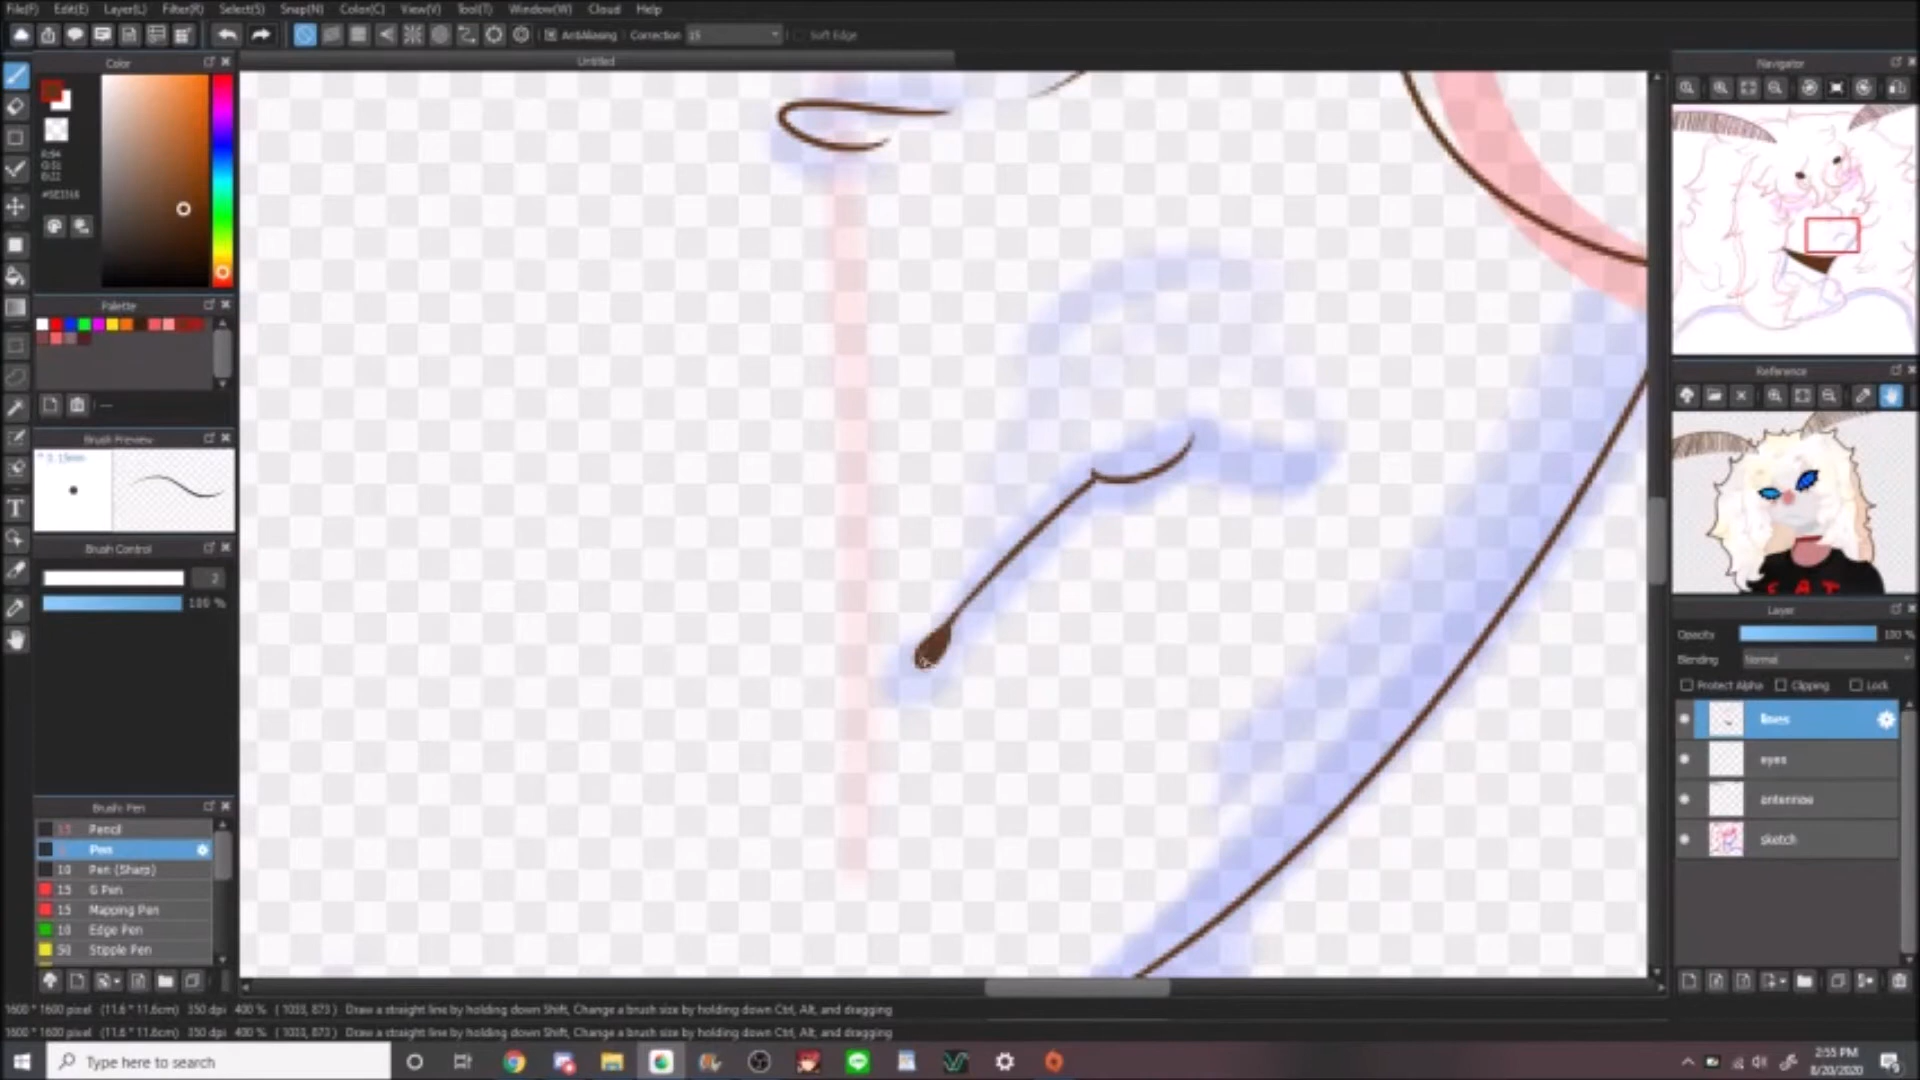 File(F) Edit(E) Layer(L) Filter(R) Select(S) Snap(N) Color(C) View(V) Tool(T) Window(W) Cloud Help
AntiAliasing Correction 15 Soft Edge
Color
Untitled
Navigator
Palette
Brush Preview
Brush Control
2
100 %
Brush: Pen
15 Pencil
Pen
10 Pen (Sharp)
15 G Pen
15 Mapping Pen
10 Edge Pen
50 Stipple Pen
Reference
CAT
Layer
Opacity 100 %
Blending Normal
Protect Alpha Clipping Lock
lines
eyes
antennae
sketch
1600 * 1600 pixel (11.6 * 11.6cm) 350 dpi 400 % ( 1033, 873 ) Draw a straight line by holding down Shift, Change a brush size by holding down Ctrl, Alt, and dragging
1600 * 1600 pixel (11.6 * 11.6cm) 350 dpi 400 % ( 1033, 873 ) Draw a straight line by holding down Shift, Change a brush size by holding down Ctrl, Alt, and dragging
Type here to search
2:55 PM
8/20/2020